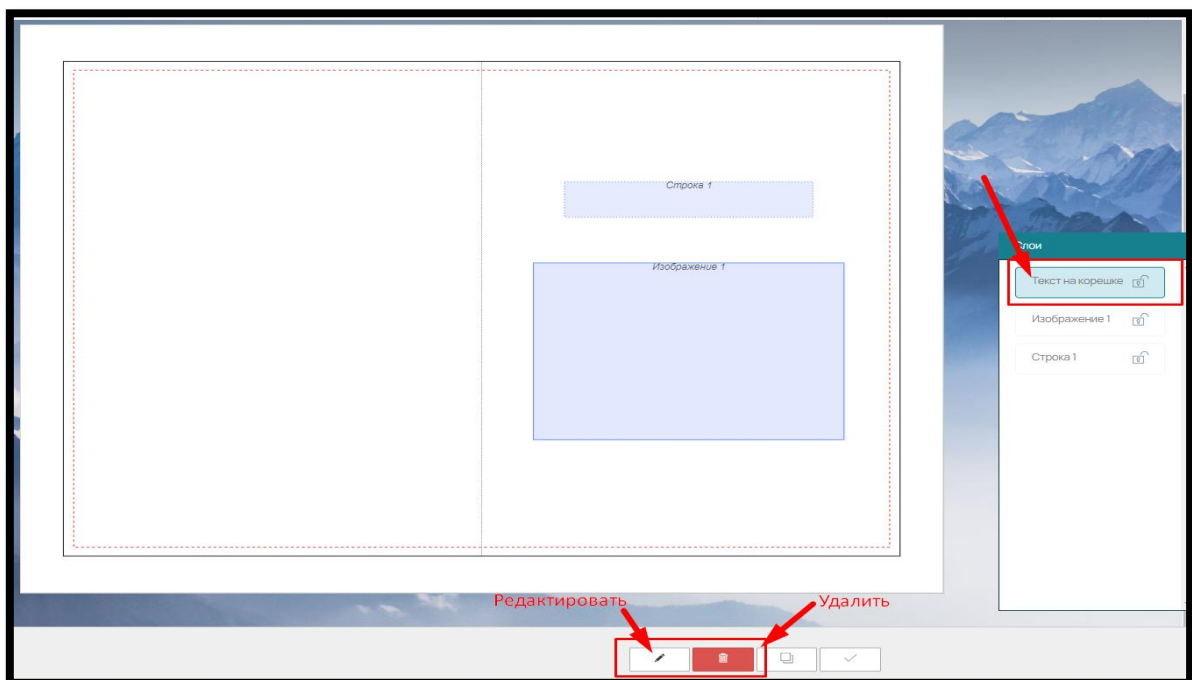 Строка 1
Изображение 1
Слои
Текст на корешке
Изображение 1
Строка 1
Редактировать
Удалить